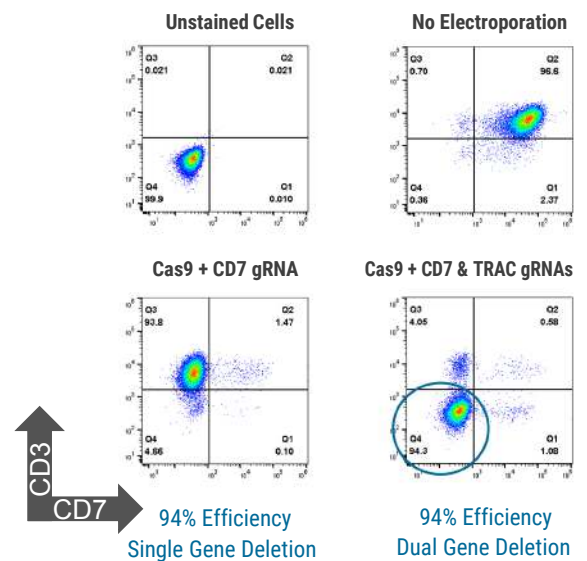 Unstained Cells
Q3
0.021
Q2
0.021
Q4
99.9
Q1
0.010
No Electroporation
Q3
0.70
Q2
96.6
Q4
0.36
Q1
2.37
Cas9 + CD7 gRNA
Q3
93.8
Q2
1.47
Q4
4.66
Q1
0.10
Cas9 + CD7 & TRAC gRNAs
Q3
4.05
Q2
0.58
Q4
94.3
Q1
1.08
CD3
CD7
94% Efficiency
Single Gene Deletion
94% Efficiency
Dual Gene Deletion